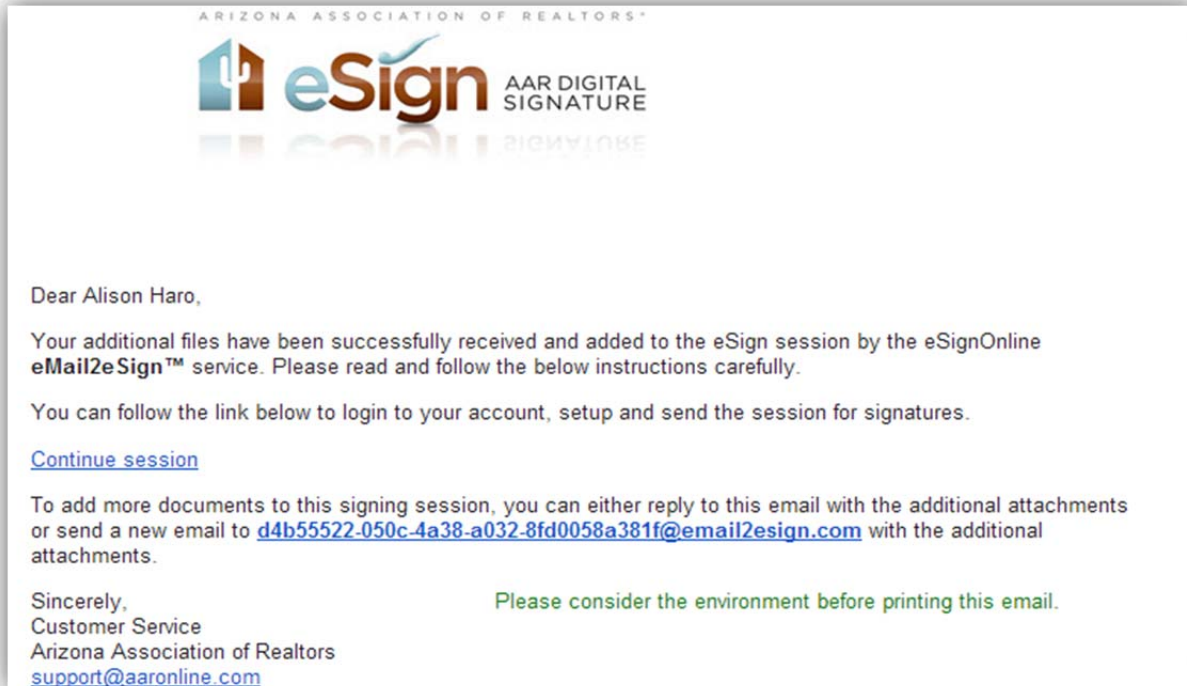 ARIZONA ASSOCIATION OF REALTORS®
eSign AAR DIGITAL
SIGNATURE
Dear Alison Haro,
Your additional files have been successfully received and added to the eSign session by the eSignOnline
eMail2eSign™ service. Please read and follow the below instructions carefully.
You can follow the link below to login to your account, setup and send the session for signatures.
Continue session
To add more documents to this signing session, you can either reply to this email with the additional attachments
or send a new email to d4b55522-050c-4a38-a032-8fd0058a381f@email2esign.com with the additional
attachments.
Sincerely,
Please consider the environment before printing this email.
Customer Service
Arizona Association of Realtors
support@aaronline.com